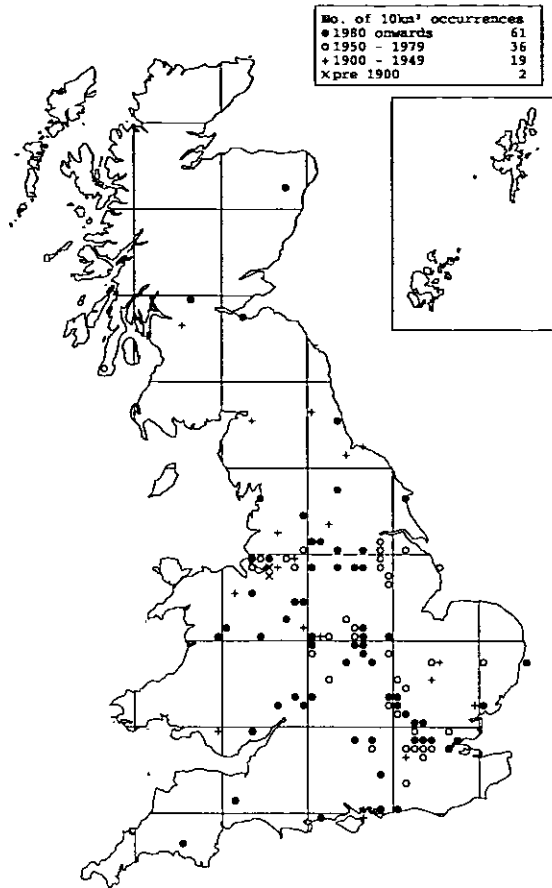 No. of 10km² occurrences
● 1980 onwards 61
○ 1950 - 1979 36
+ 1900 - 1949 19
× pre 1900 2